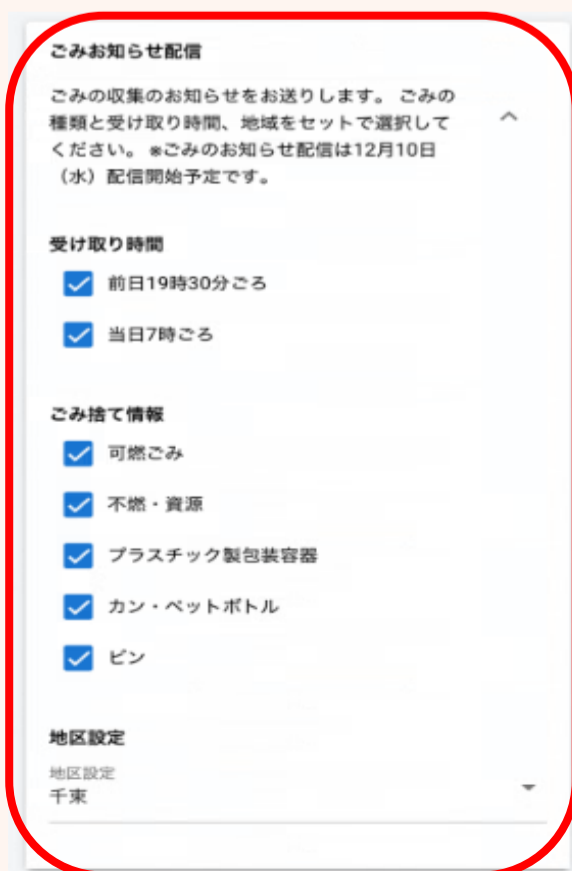 ごみお知らせ配信
ごみの収集のお知らせをお送りします。 ごみの
種類と受け取り時間、地域をセットで選択して
ください。 ※ごみのお知らせ配信は12月10日
（水）配信開始予定です。
受け取り時間
前日19時30分ごろ
当日7時ごろ
ごみ捨て情報
可燃ごみ
不燃・資源
プラスチック製包装容器
カン・ペットボトル
ビン
地区設定
地区設定
千束